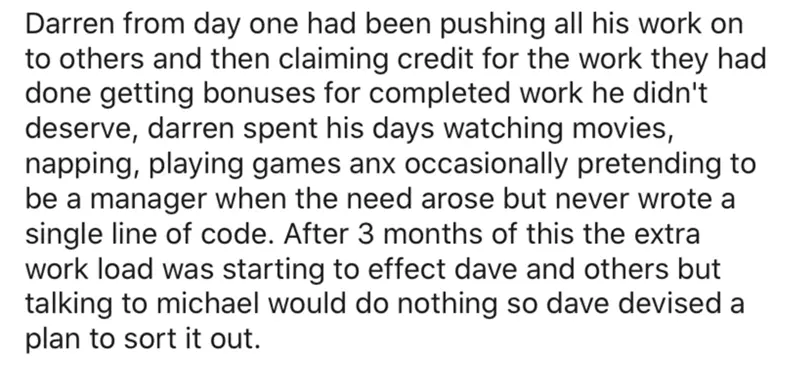 Darren from day one had been pushing all his work on
to others and then claiming credit for the work they had
done getting bonuses for completed work he didn't
deserve, darren spent his days watching movies,
napping, playing games anx occasionally pretending to
be a manager when the need arose but never wrote a
single line of code. After 3 months of this the extra
work load was starting to effect dave and others but
talking to michael would do nothing so dave devised a
plan to sort it out.